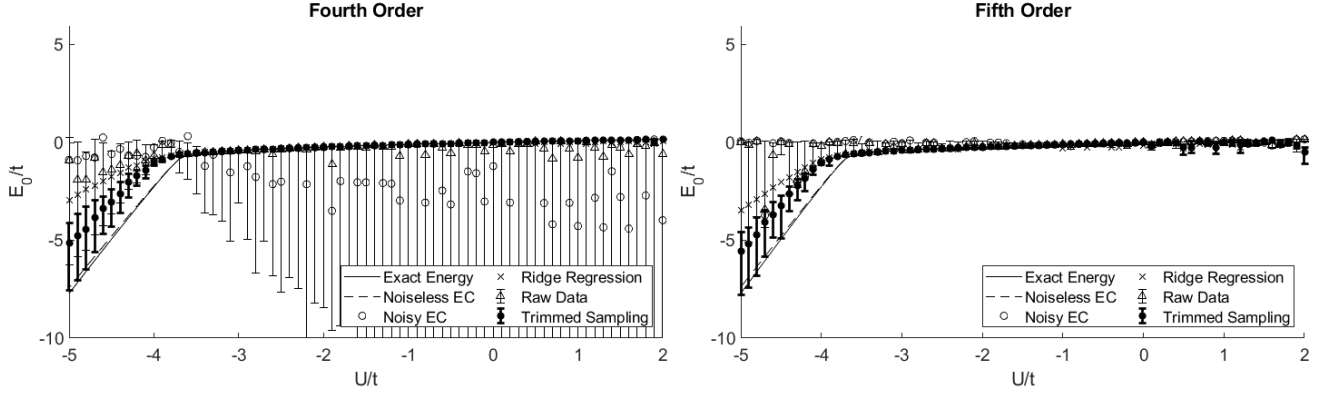 Fourth Order
5
0
-5
-10
E0/t
-5 -4 -3 -2 -1 0 1 2
U/t
Exact Energy
Noiseless EC
Noisy EC
Ridge Regression
Raw Data
Trimmed Sampling
Fifth Order
5
0
-5
-10
E0/t
-5 -4 -3 -2 -1 0 1 2
U/t
Exact Energy
Noiseless EC
Noisy EC
Ridge Regression
Raw Data
Trimmed Sampling